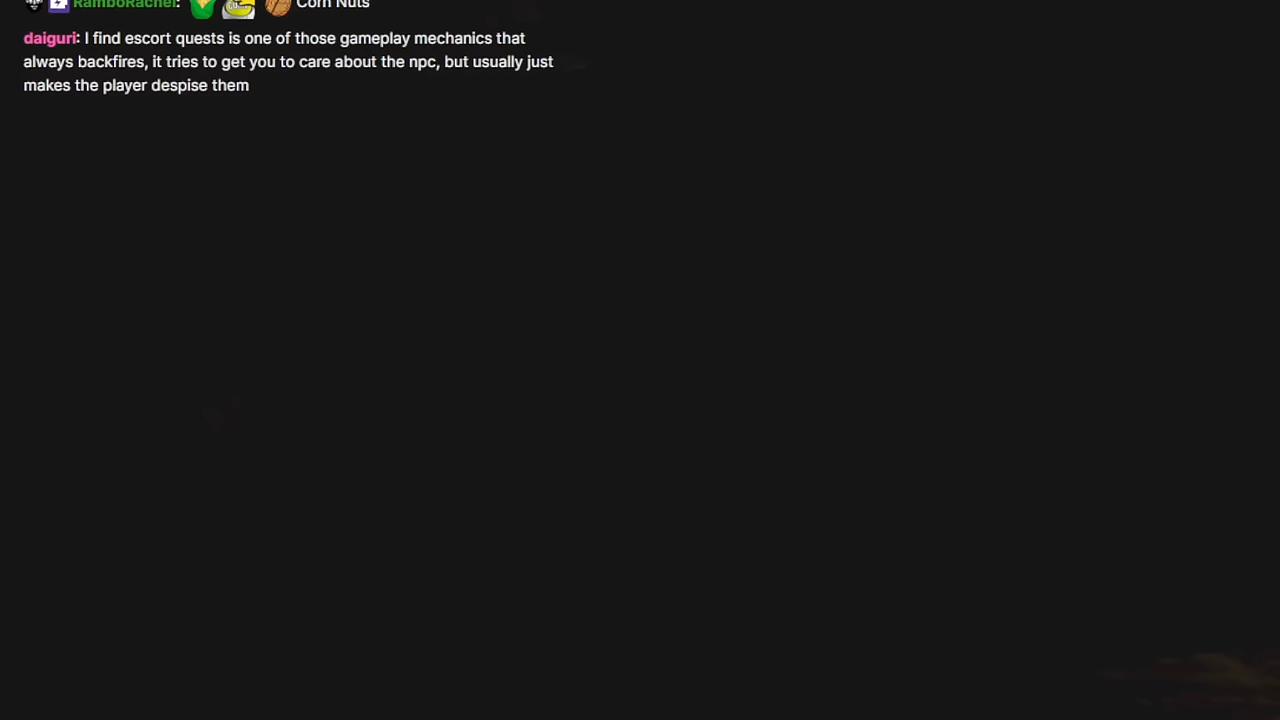 RamboRachel: Corn Nuts
daiguri: I find escort quests is one of those gameplay mechanics that
always backfires, it tries to get you to care about the npc, but usually just
makes the player despise them